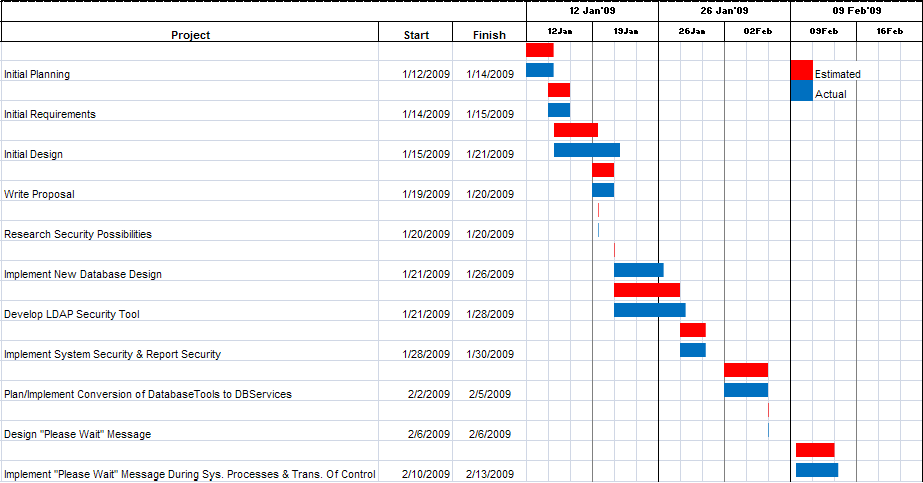 12 Jan'09 26 Jan'09 09 Feb'09
Project Start Finish 12Jan 19Jan 26Jan 02Feb 09Feb 16Feb
Initial Planning 1/12/2009 1/14/2009 Estimated
Actual
Initial Requirements 1/14/2009 1/15/2009
Initial Design 1/15/2009 1/21/2009
Write Proposal 1/19/2009 1/20/2009
Research Security Possibilities 1/20/2009 1/20/2009
Implement New Database Design 1/21/2009 1/26/2009
Develop LDAP Security Tool 1/21/2009 1/28/2009
Implement System Security & Report Security 1/28/2009 1/30/2009
Plan/Implement Conversion of DatabaseTools to DBServices 2/2/2009 2/5/2009
Design "Please Wait" Message 2/6/2009 2/6/2009
Implement "Please Wait" Message During Sys. Processes & Trans. Of Control 2/10/2009 2/13/2009